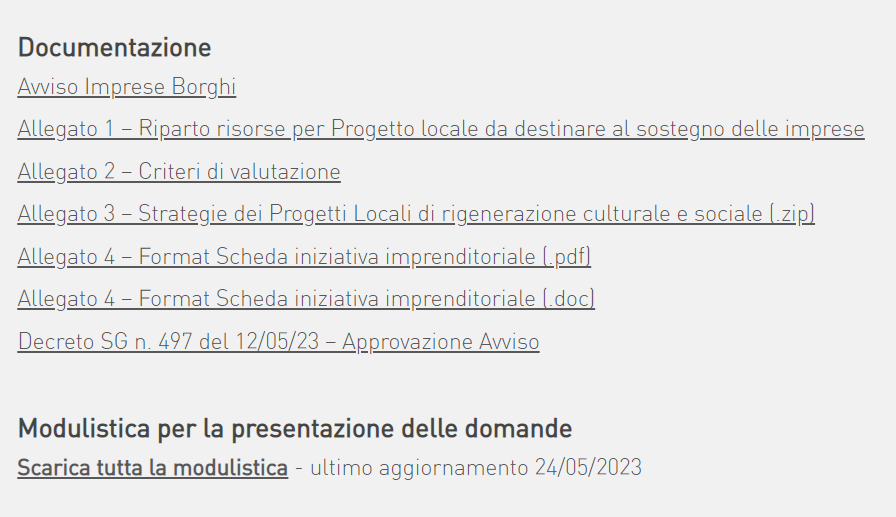 Documentazione
Avviso Imprese Borghi
Allegato 1 – Riparto risorse per Progetto locale da destinare al sostegno delle imprese
Allegato 2 – Criteri di valutazione
Allegato 3 – Strategie dei Progetti Locali di rigenerazione culturale e sociale (.zip)
Allegato 4 – Format Scheda iniziativa imprenditoriale (.pdf)
Allegato 4 – Format Scheda iniziativa imprenditoriale (.doc)
Decreto SG n. 497 del 12/05/23 – Approvazione Avviso
Modulistica per la presentazione delle domande
Scarica tutta la modulistica - ultimo aggiornamento 24/05/2023